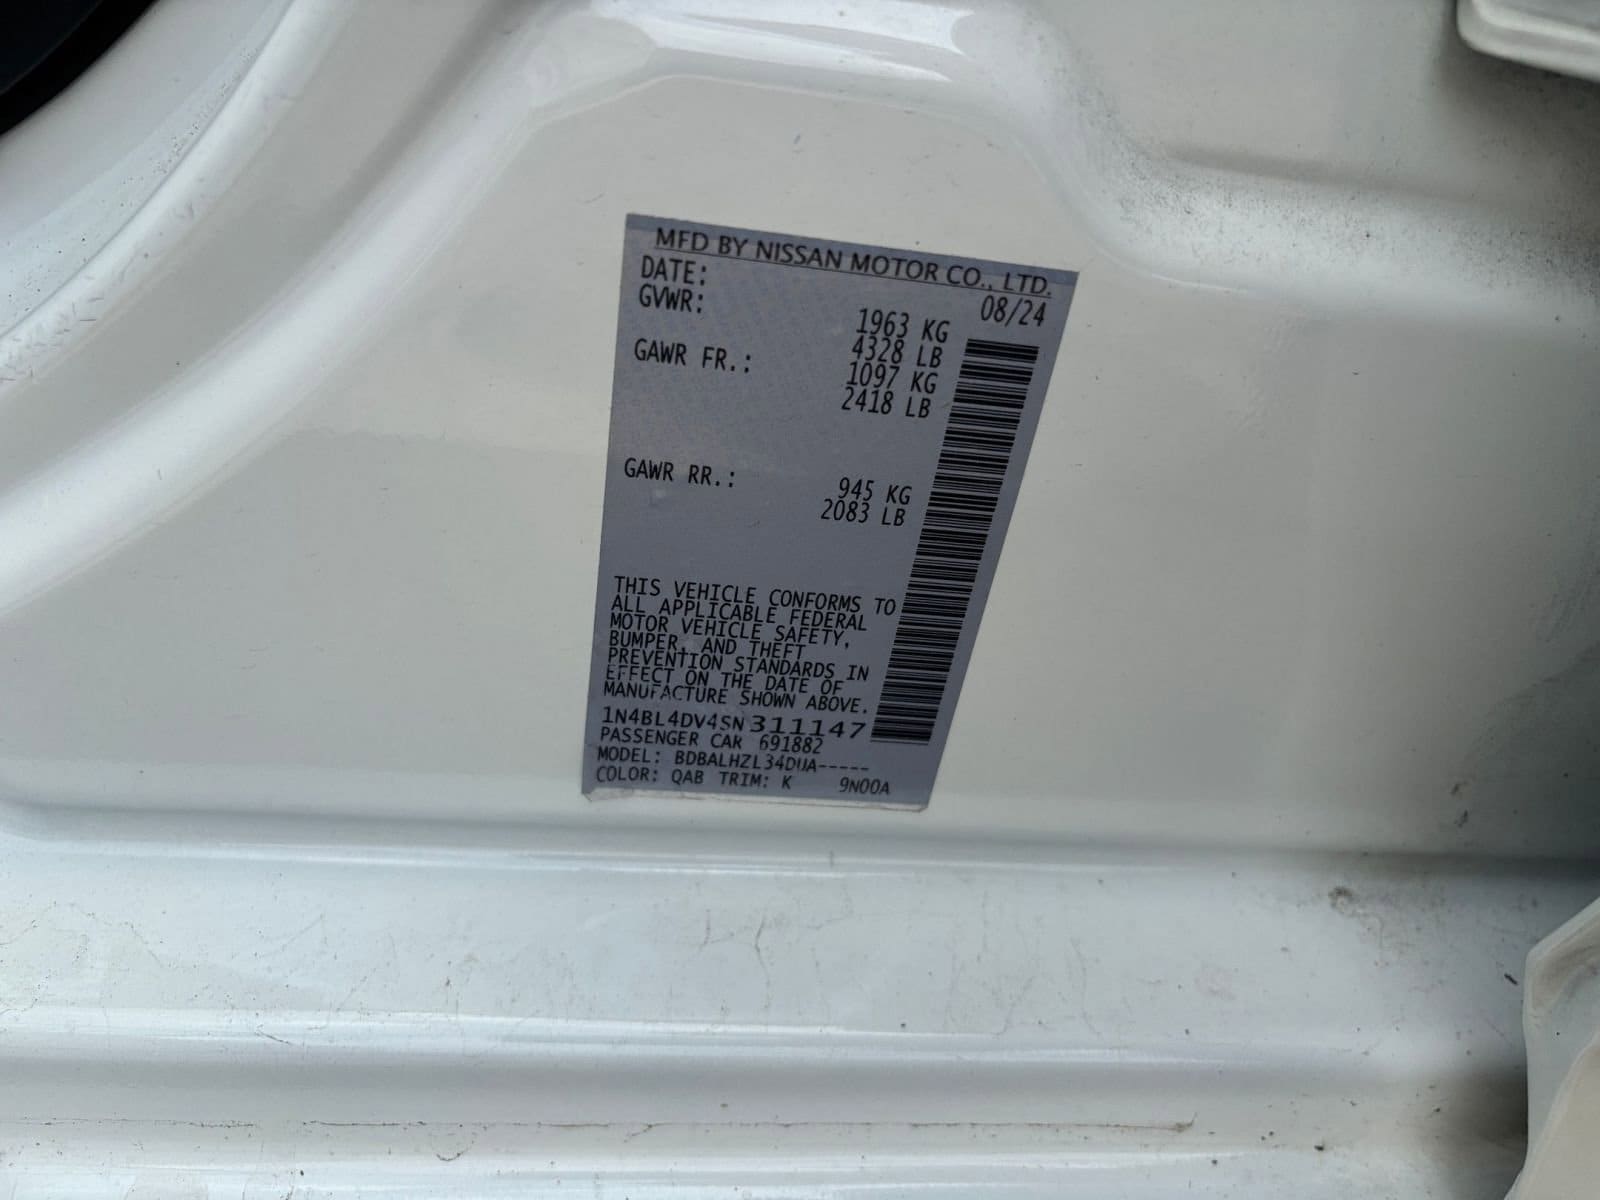 MFD BY NISSAN MOTOR CO., LTD.
DATE: 08/24
GVWR: 1963 KG
4328 LB
GAWR FR.: 1097 KG
2418 LB
GAWR RR.: 945 KG
2083 LB
THIS VEHICLE CONFORMS TO
ALL APPLICABLE FEDERAL
MOTOR VEHICLE SAFETY,
BUMPER, AND THEFT
PREVENTION STANDARDS IN
EFFECT ON THE DATE OF
MANUFACTURE SHOWN ABOVE.
1N4BL4DV4SN311147
PASSENGER CAR 691882
MODEL: BDBALHZL34DUA-----
COLOR: QAB TRIM: K 9N00A